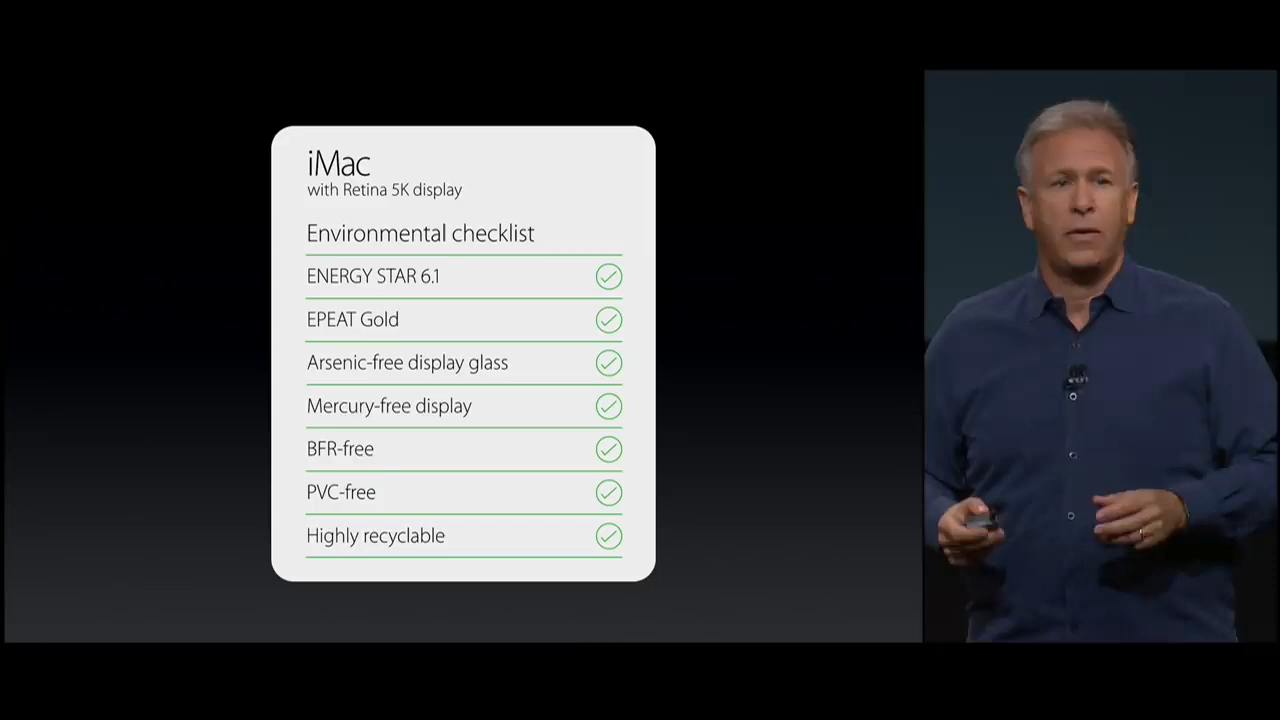 iMac
with Retina 5K display
Environmental checklist
ENERGY STAR 6.1
EPEAT Gold
Arsenic-free display glass
Mercury-free display
BFR-free
PVC-free
Highly recyclable